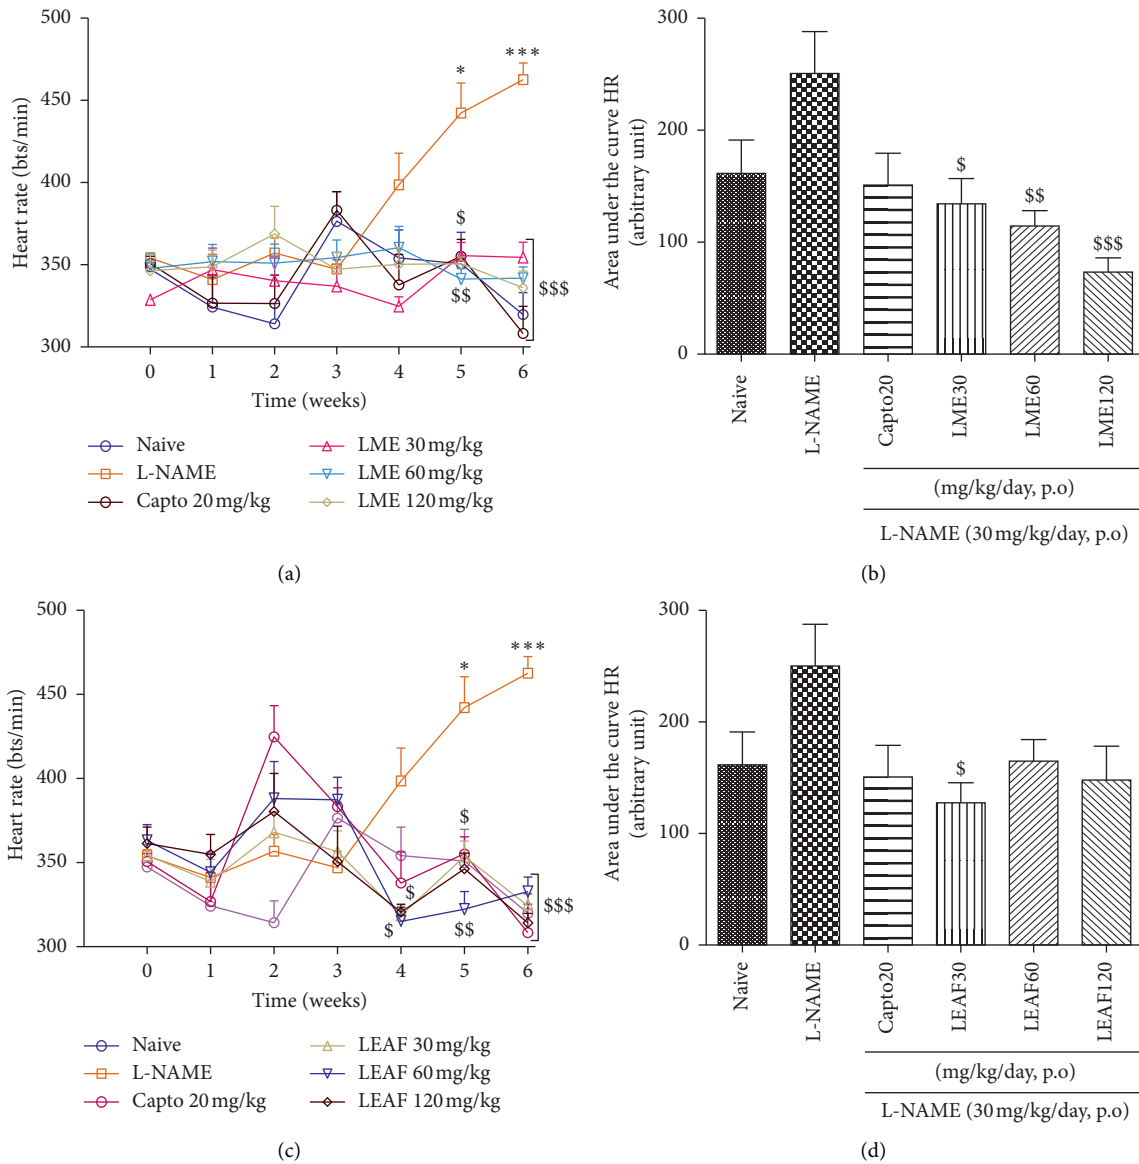 500
450
400
350
300
Heart rate (bts/min)
* ***
$
$$
$$$
0 1 2 3 4 5 6
Time (weeks)
Naive
L-NAME
Capto 20 mg/kg
LME 30 mg/kg
LME 60 mg/kg
LME 120 mg/kg
(a)
300
200
100
0
Area under the curve HR
(arbitrary unit)
$
$$
$$$
Naive
L-NAME
Capto20
LME30
LME60
LME120
(mg/kg/day, p.o)
L-NAME (30 mg/kg/day, p.o)
(b)
500
450
400
350
300
Heart rate (bts/min)
* ***
$
$
$
$$
$$$
0 1 2 3 4 5 6
Time (weeks)
Naive
L-NAME
Capto 20 mg/kg
LEAF 30 mg/kg
LEAF 60 mg/kg
LEAF 120 mg/kg
(c)
300
200
100
0
Area under the curve HR
(arbitrary unit)
$
Naive
L-NAME
Capto20
LEAF30
LEAF60
LEAF120
(mg/kg/day, p.o)
L-NAME (30 mg/kg/day, p.o)
(d)